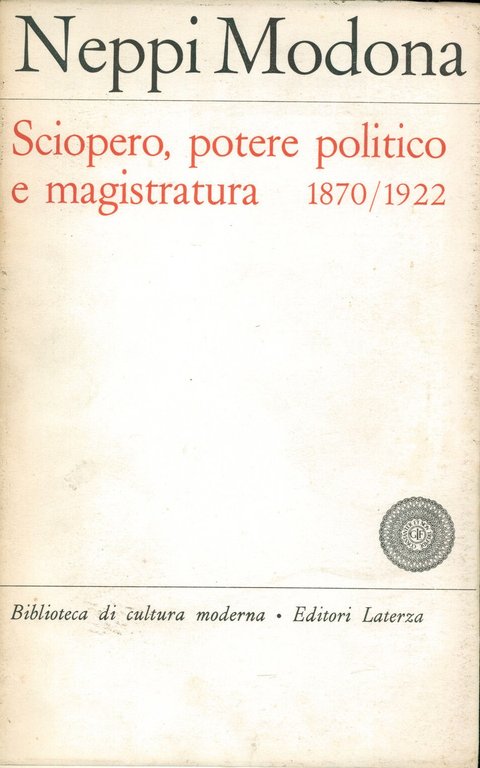 Neppi Modona
Sciopero, potere politico
e magistratura 1870/1922
Biblioteca di cultura moderna • Editori Laterza